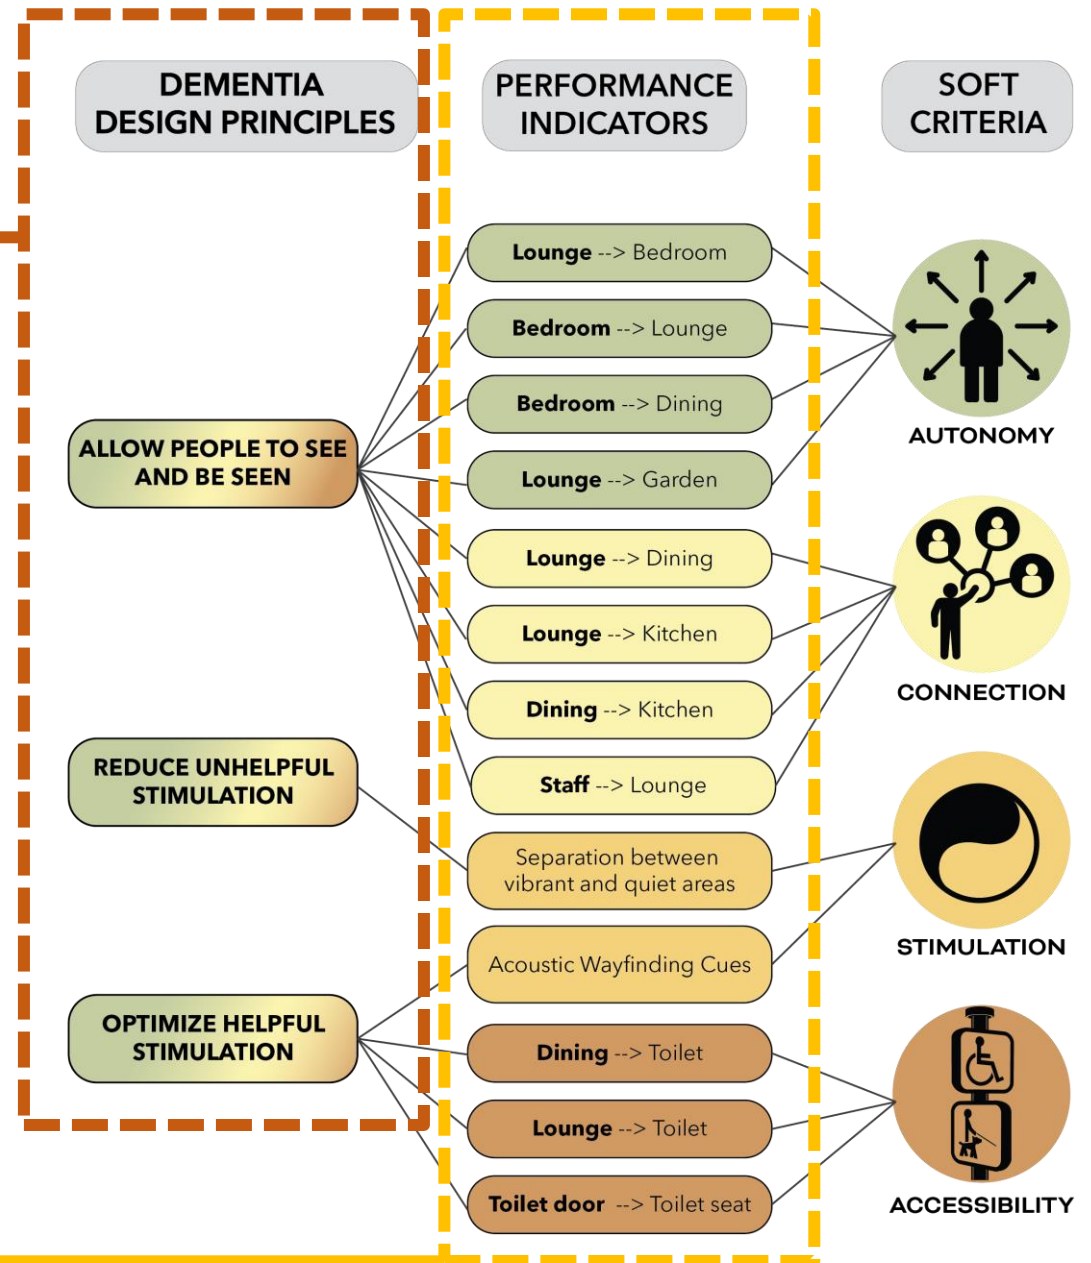 DEMENTIA
DESIGN PRINCIPLES
PERFORMANCE
INDICATORS
SOFT
CRITERIA
ALLOW PEOPLE TO SEE
AND BE SEEN
REDUCE UNHELPFUL
STIMULATION
OPTIMIZE HELPFUL
STIMULATION
Lounge --> Bedroom
Bedroom --> Lounge
Bedroom --> Dining
Lounge --> Garden
Lounge --> Dining
Lounge --> Kitchen
Dining --> Kitchen
Staff --> Lounge
Separation between
vibrant and quiet areas
Acoustic Wayfinding Cues
Dining --> Toilet
Lounge --> Toilet
Toilet door --> Toilet seat
AUTONOMY
CONNECTION
STIMULATION
ACCESSIBILITY